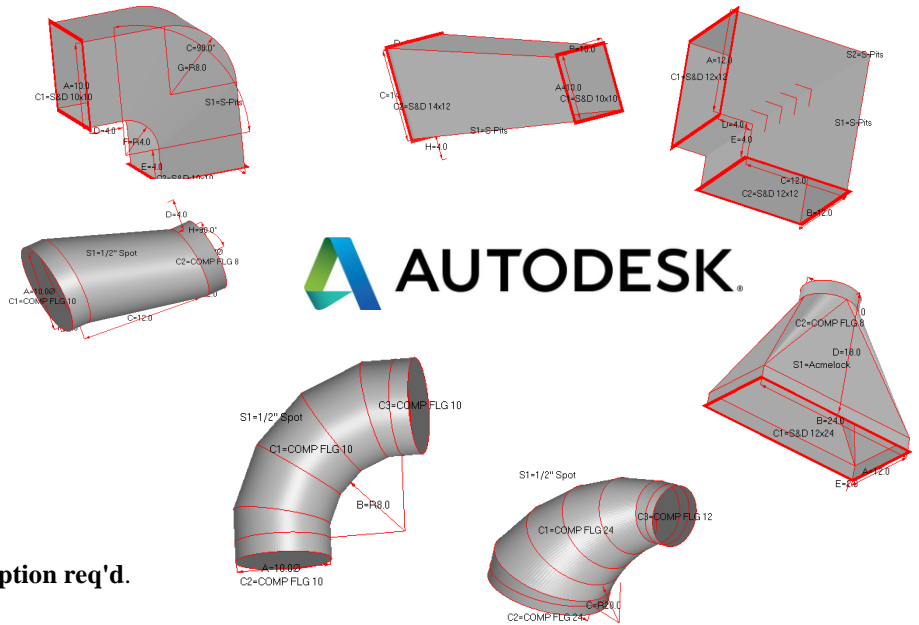 C=90.0°
G=R8.0
A=10.0
C1=S&D 10x10
S1=S-Pits
D=4.0
F=R4.0
E=4.0
C2=S&D 10x10
B=10.0
A=10.0
C1=S&D 10x10
C2=S&D 14x12
S1=S-Pits
H=4.0
S2=S-Pits
A=12.0
C1=S&D 12x12
S1=S-Pits
D=4.0
E=4.0
C=12.0
C2=S&D 12x12
B=12.0
D=4.0
H=90.0°
S1=1/2" Spot
C2=COMP FLG 8
A=10.0Ø
C1=COMP FLG 10
C=12.0
AUTODESK.
C2=COMP FLG 8
D=18.0
S1=Acmelock
B=24.0
C1=S&D 12x24
A=12.0
C3=COMP FLG 10
S1=1/2" Spot
C1=COMP FLG 10
B=R8.0
A=10.0Ø
C2=COMP FLG 10
S1=1/2" Spot
C3=COMP FLG 12
C1=COMP FLG 24
C=R20.0
C2=COMP FLG 24
ption req'd.